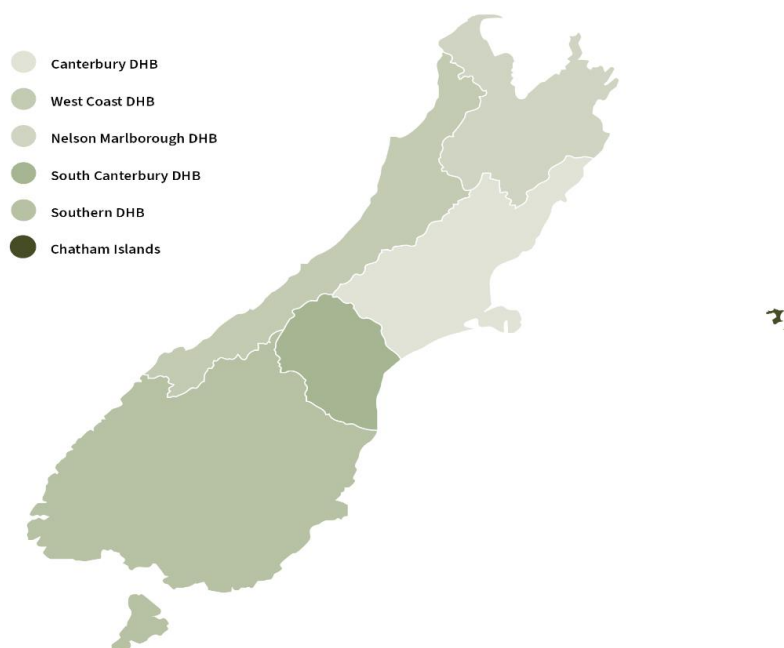 Canterbury DHB
West Coast DHB
Nelson Marlborough DHB
South Canterbury DHB
Southern DHB
Chatham Islands